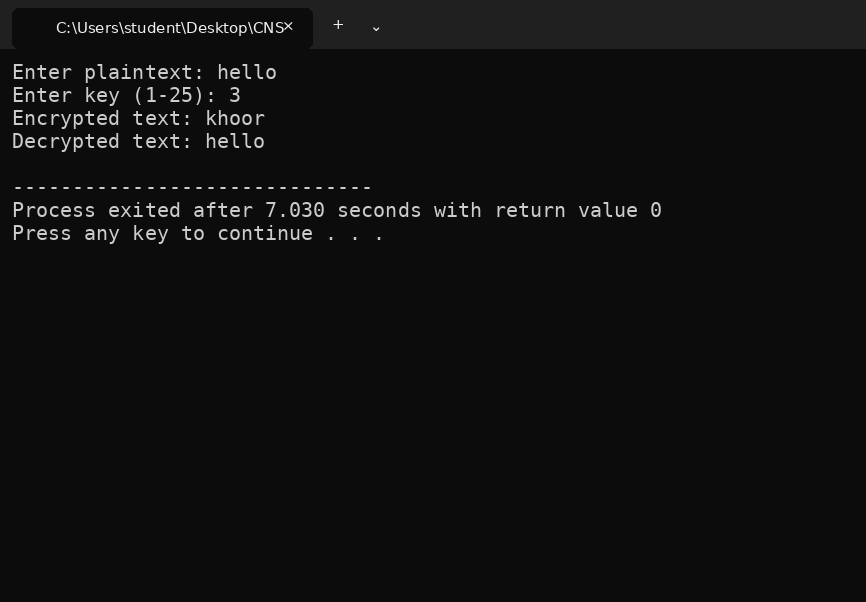 C:\Users\student\Desktop\CNS
Enter plaintext: hello
Enter key (1-25): 3
Encrypted text: khoor
Decrypted text: hello
-------------------------------
Process exited after 7.030 seconds with return value 0
Press any key to continue . . .